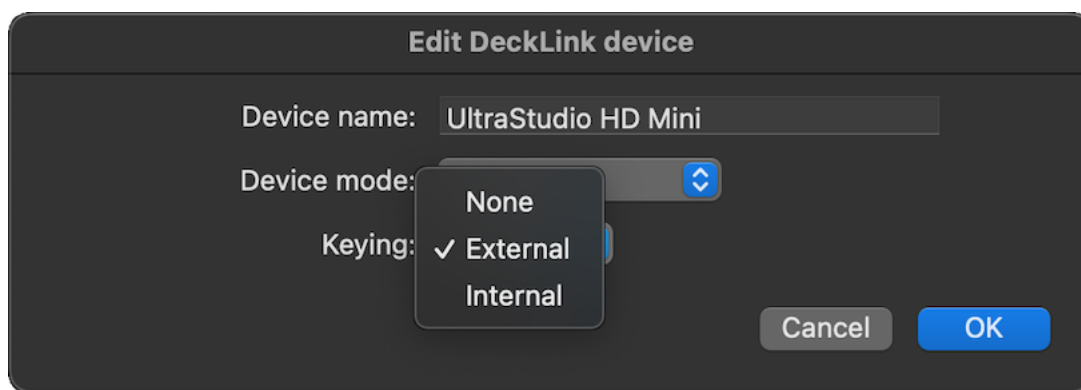 Edit DeckLink device
Device name: UltraStudio HD Mini
Device mode:
None
Keying: ✓ External
Internal
Cancel OK